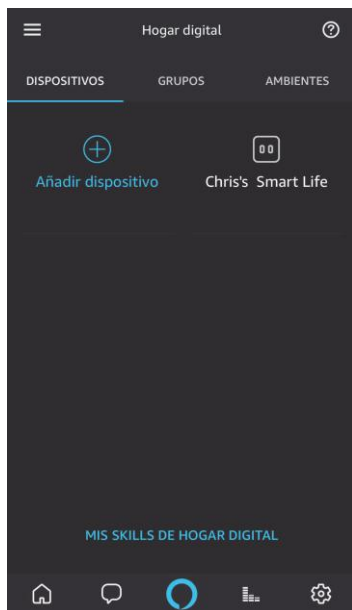 Hogar digital
DISPOSITIVOS GRUPOS AMBIENTES
Añadir dispositivo Chris's Smart Life
MIS SKILLS DE HOGAR DIGITAL